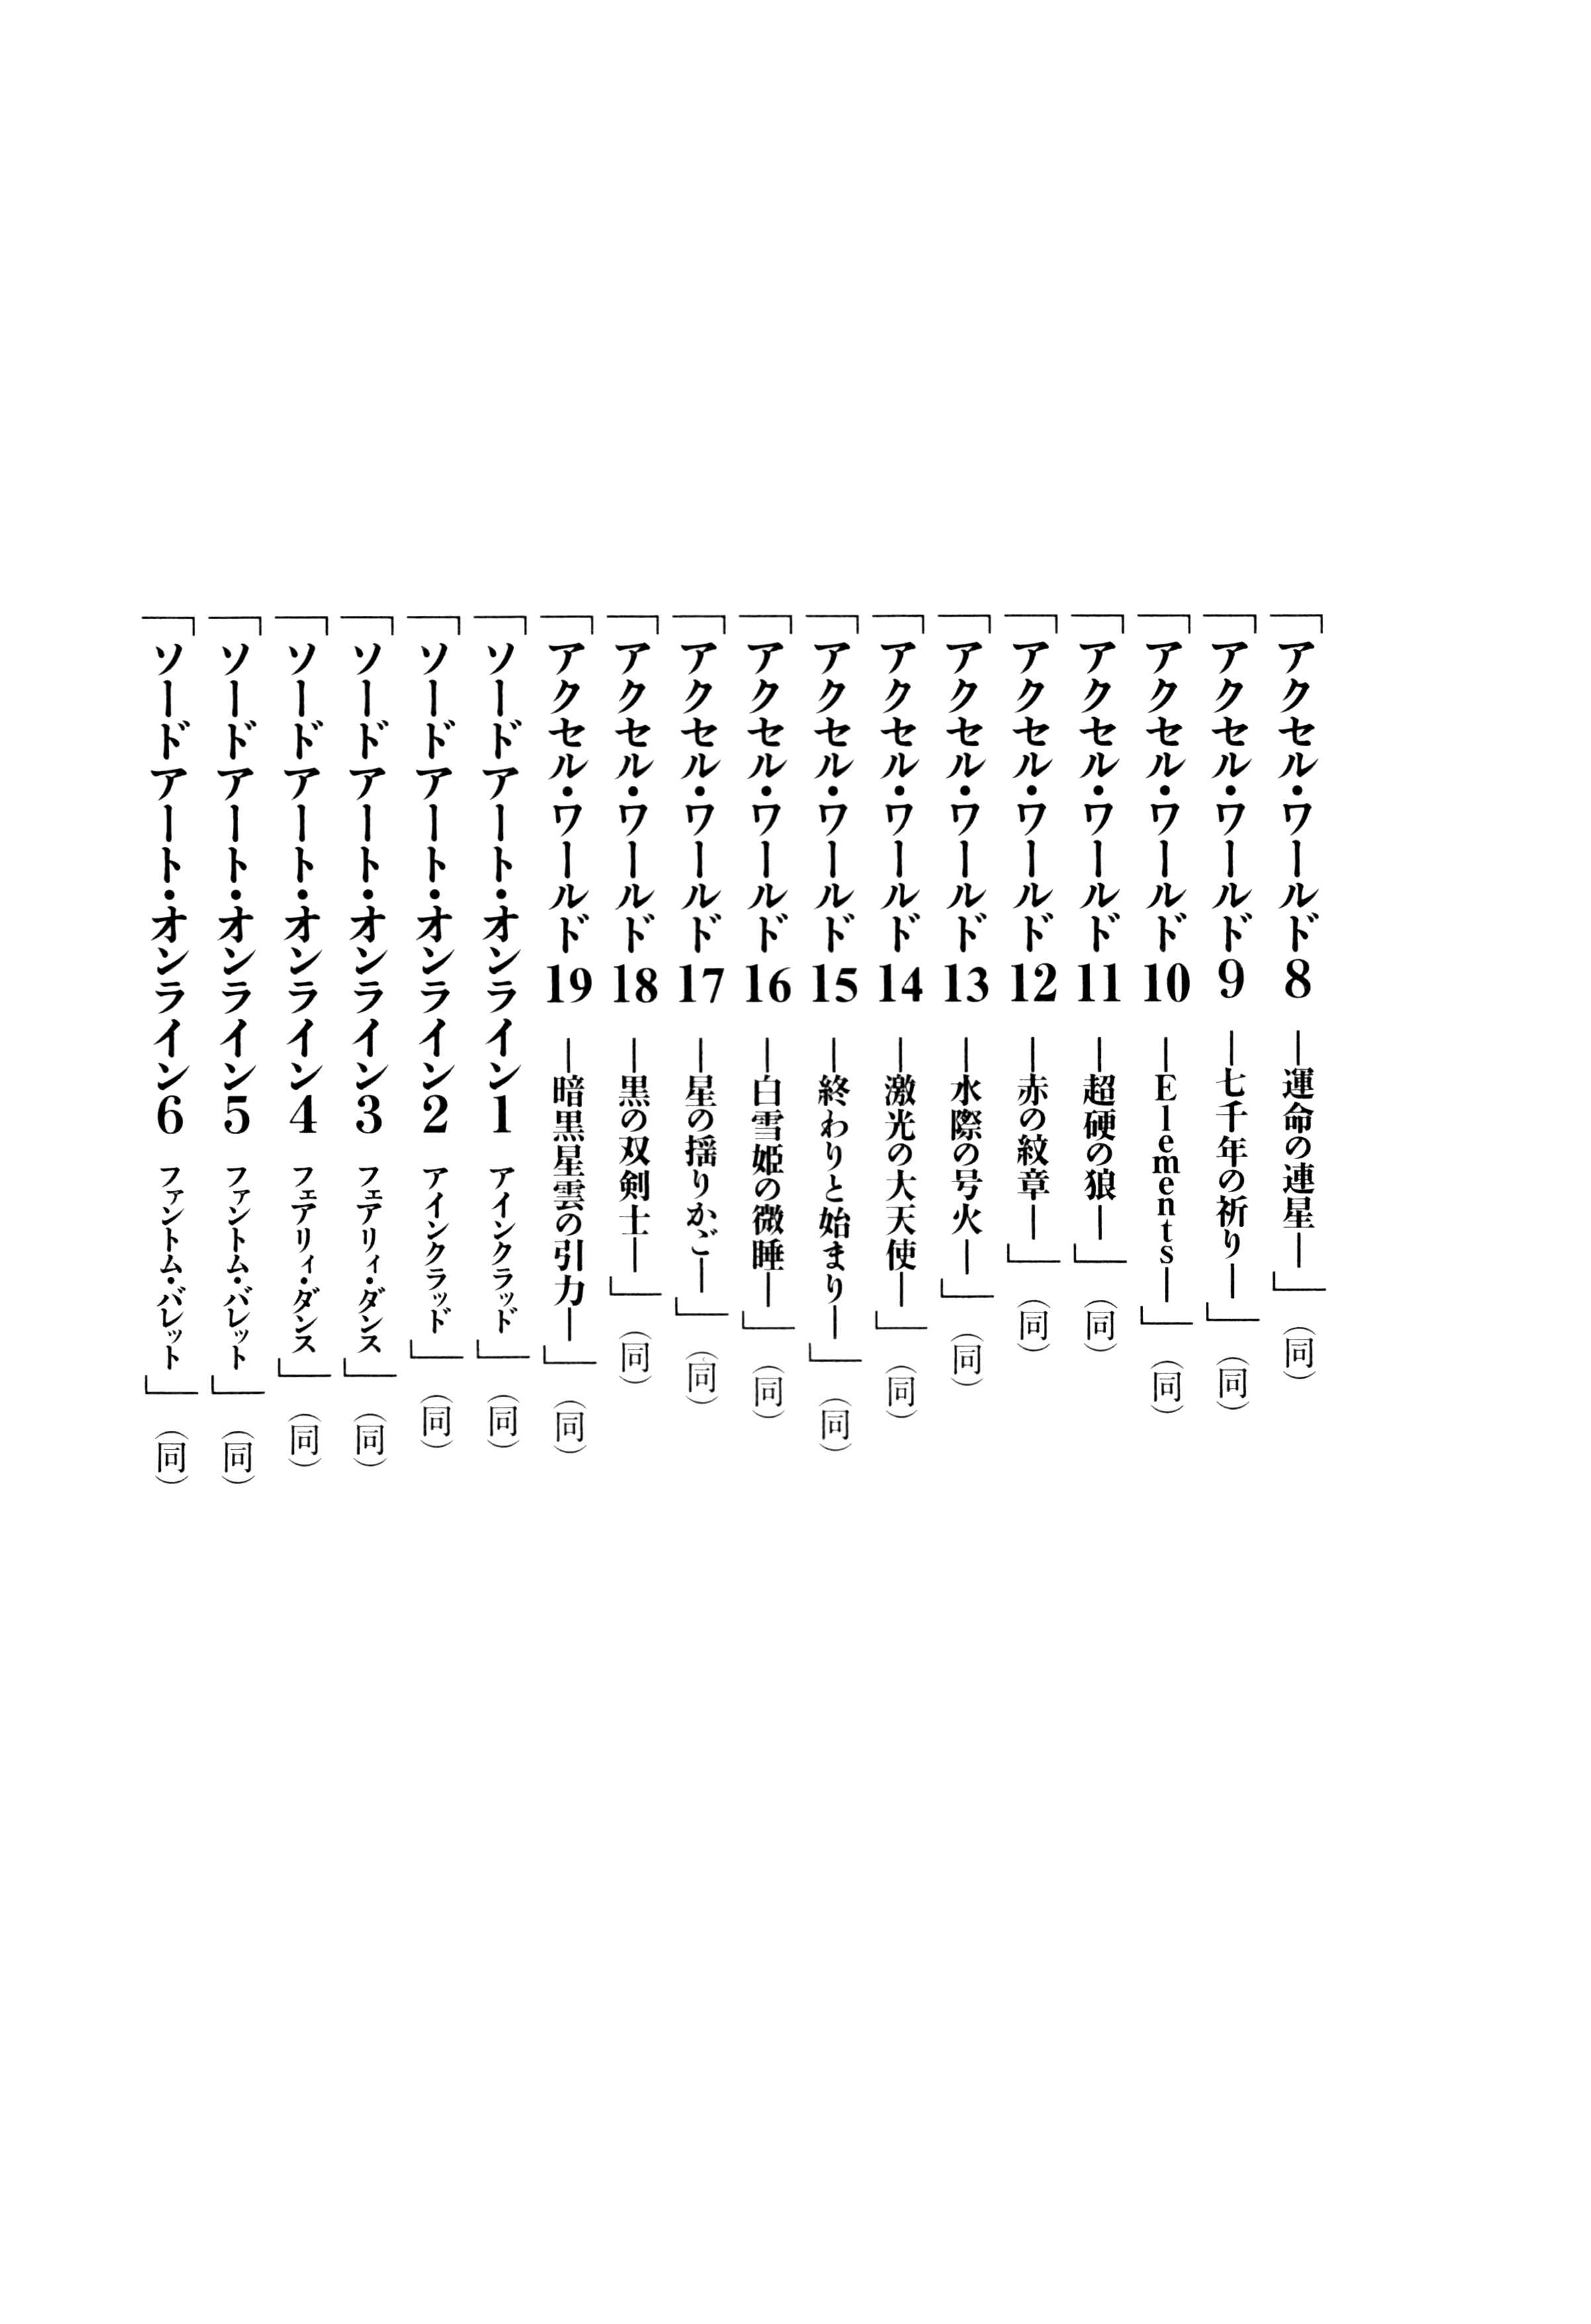 「アクセル・ワールド8 ―運命の連星―」(同)
「アクセル・ワールド9 ―七千年の祈り―」(同)
「アクセル・ワールド10 ―Elements―」(同)
「アクセル・ワールド11 ―超硬の狼―」(同)
「アクセル・ワールド12 ―赤の紋章―」(同)
「アクセル・ワールド13 ―水際の号火―」(同)
「アクセル・ワールド14 ―激光の大天使―」(同)
「アクセル・ワールド15 ―終わりと始まり―」(同)
「アクセル・ワールド16 ―白雪姫の微睡―」(同)
「アクセル・ワールド17 ―星の揺りかご―」(同)
「アクセル・ワールド18 ―黒の双剣士―」(同)
「アクセル・ワールド19 ―暗黒星雲の引力―」(同)
「ソードアート・オンライン1 アインクラッド」(同)
「ソードアート・オンライン2 アインクラッド」(同)
「ソードアート・オンライン3 フェアリィ・ダンス」(同)
「ソードアート・オンライン4 フェアリィ・ダンス」(同)
「ソードアート・オンライン5 ファントム・バレット」(同)
「ソードアート・オンライン6 ファントム・バレット」(同)